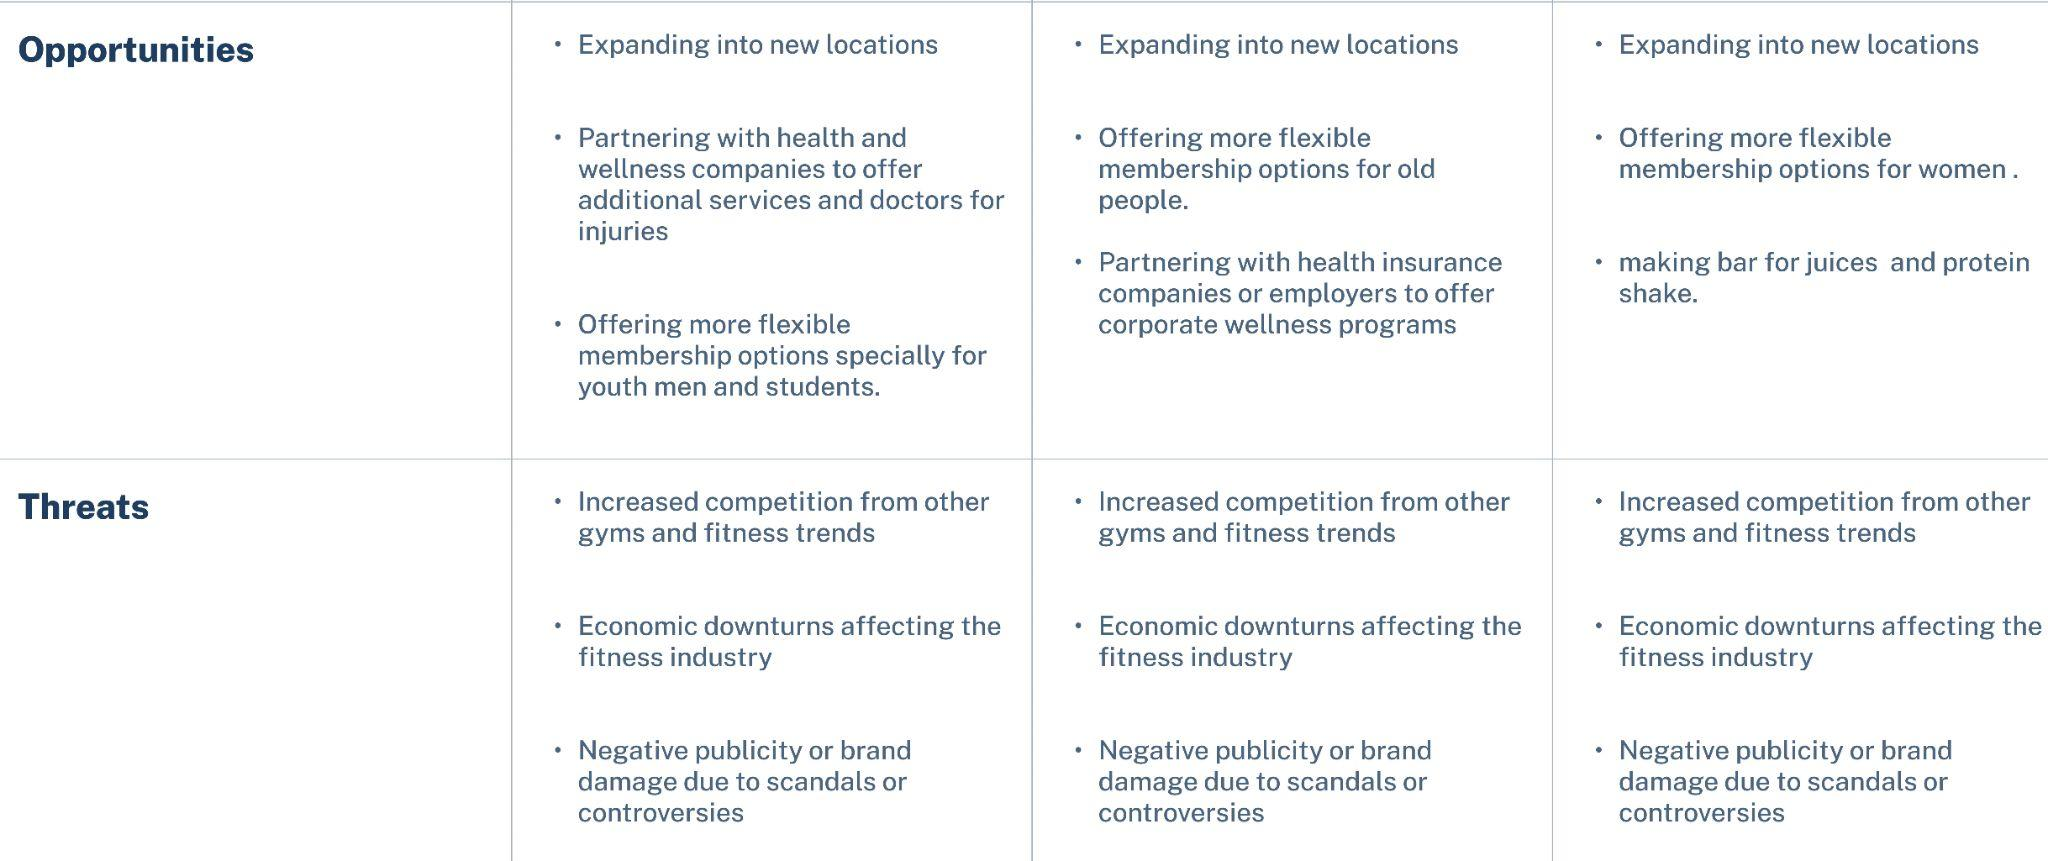 Opportunities
• Expanding into new locations
• Partnering with health and
wellness companies to offer
additional services and doctors for
injuries
• Offering more flexible
membership options specially for
youth men and students.
• Expanding into new locations
• Offering more flexible
membership options for old
people.
• Partnering with health insurance
companies or employers to offer
corporate wellness programs
• Expanding into new locations
• Offering more flexible
membership options for women .
• making bar for juices  and protein
shake.
Threats
• Increased competition from other
gyms and fitness trends
• Economic downturns affecting the
fitness industry
• Negative publicity or brand
damage due to scandals or
controversies
• Increased competition from other
gyms and fitness trends
• Economic downturns affecting the
fitness industry
• Negative publicity or brand
damage due to scandals or
controversies
• Increased competition from other
gyms and fitness trends
• Economic downturns affecting the
fitness industry
• Negative publicity or brand
damage due to scandals or
controversies